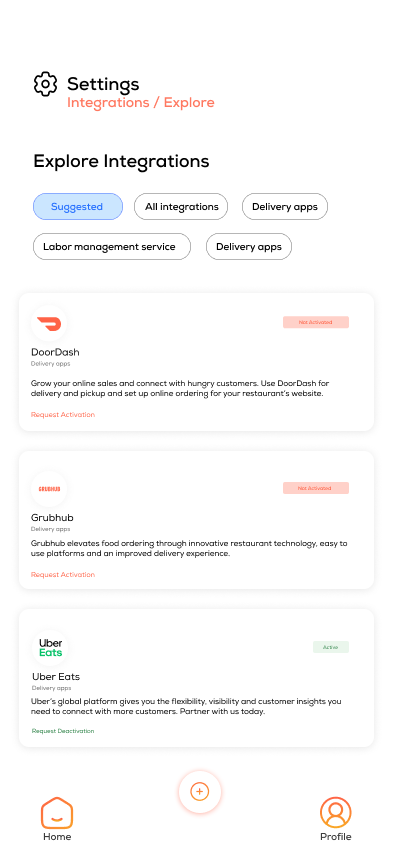 Settings
Integrations / Explore
Explore Integrations
Suggested
All integrations
Delivery apps
Labor management service
Delivery apps
Not Activated
DoorDash
Delivery apps
Grow your online sales and connect with hungry customers. Use DoorDash for
delivery and pickup and set up online ordering for your restaurant's website.
Request Activation
GRUBHUB
Not Activated
Grubhub
Delivery apps
Grubhub elevates food ordering through innovative restaurant technology, easy to
use platforms and an improved delivery experience.
Request Activation
Uber
Eats
Active
Uber Eats
Delivery apps
Uber's global platform gives you the flexibility, visibility and customer insights you
need to connect with more customers. Partner with us today.
Request Deactivation
Home
Profile